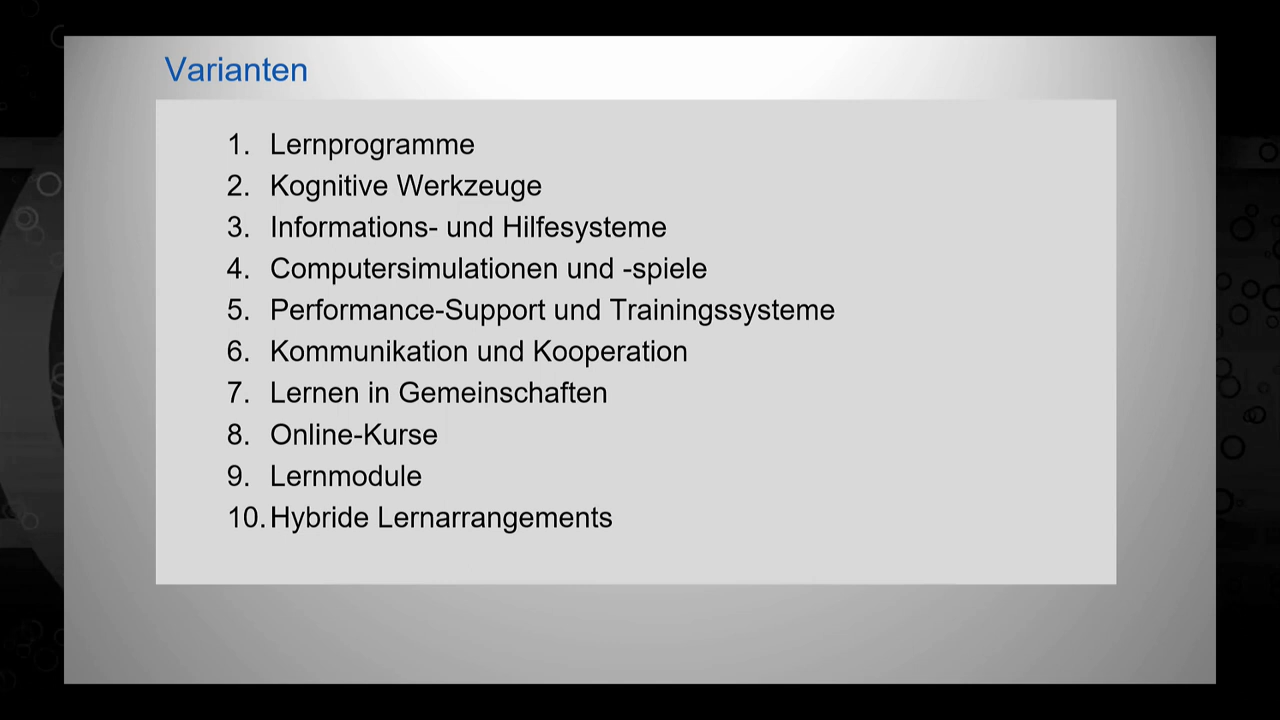 Varianten
1. Lernprogramme
2. Kognitive Werkzeuge
3. Informations- und Hilfesysteme
4. Computersimulationen und -spiele
5. Performance-Support und Trainingssysteme
6. Kommunikation und Kooperation
7. Lernen in Gemeinschaften
8. Online-Kurse
9. Lernmodule
10. Hybride Lernarrangements